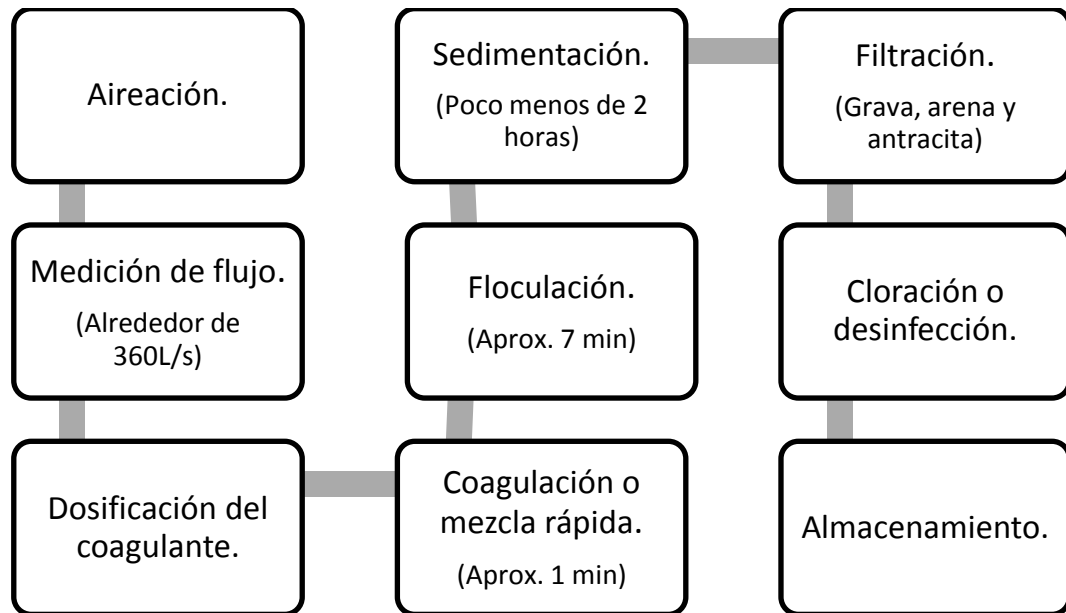 Aireación.
Medición de flujo.
(Alrededor de
360L/s)
Dosificación del
coagulante.
Coagulación o
mezcla rápida.
(Aprox. 1 min)
Floculación.
(Aprox. 7 min)
Sedimentación.
(Poco menos de 2
horas)
Filtración.
(Grava, arena y
antracita)
Cloración o
desinfección.
Almacenamiento.